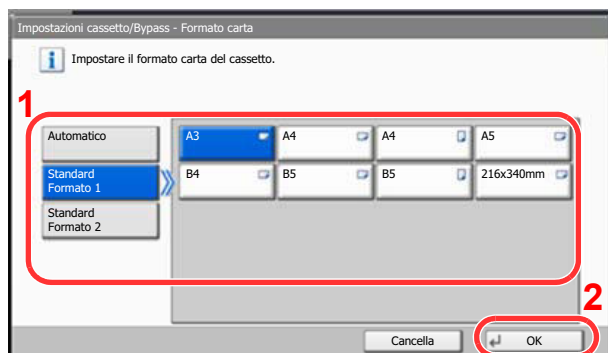 Impostazioni cassetto/Bypass - Formato carta
i Impostare il formato carta del cassetto.
1
Automatico
Standard
Formato 1
Standard
Formato 2
A3 A4 A4 A5
B4 B5 B5 216x340mm
2
Cancella OK